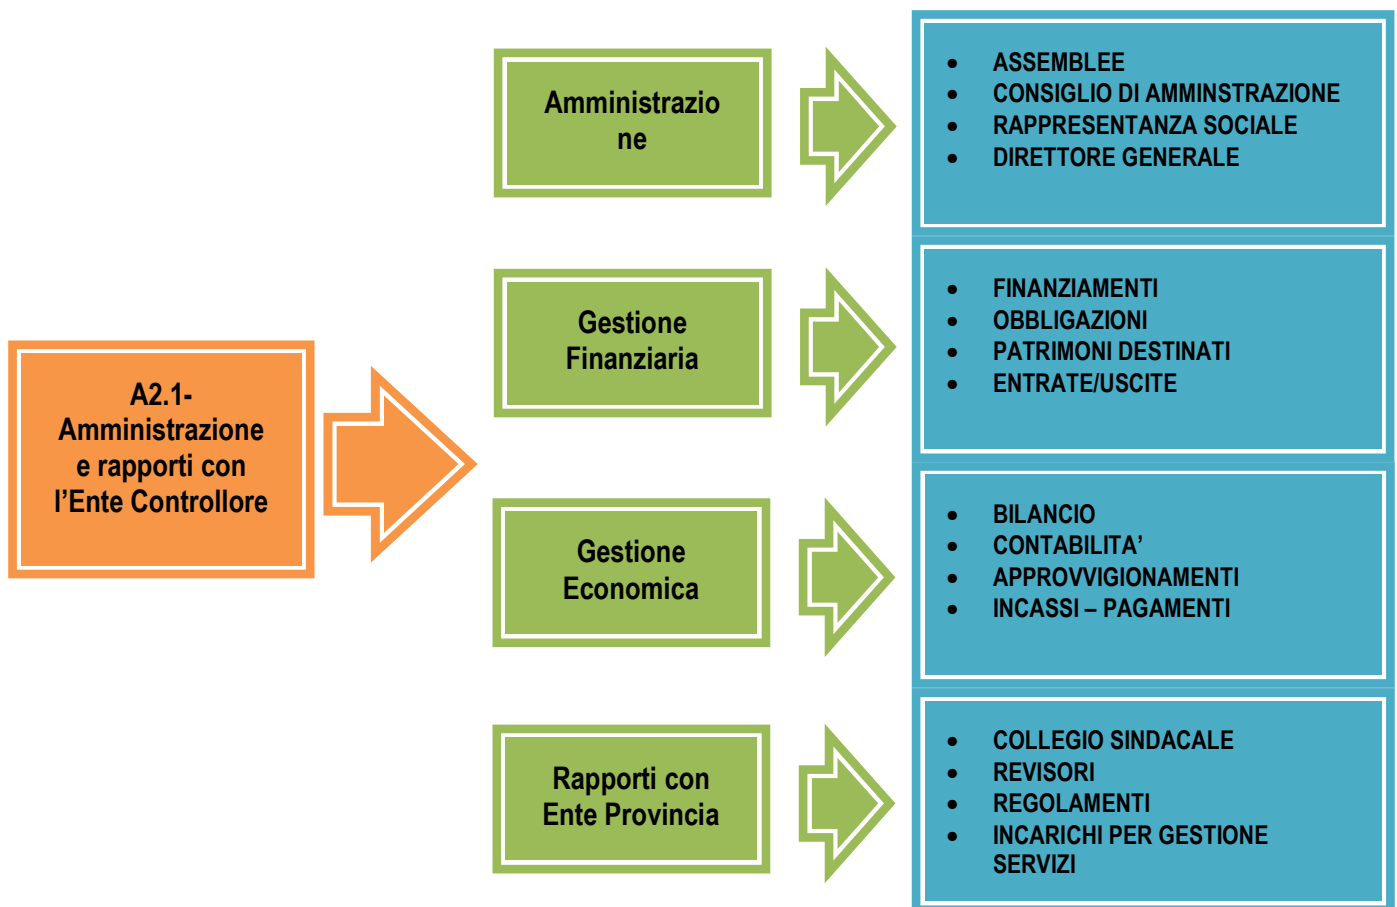 A2.1-
Amministrazione
e rapporti con
l’Ente Controllore
Amministrazio
ne
• ASSEMBLEE
• CONSIGLIO DI AMMINSTRAZIONE
• RAPPRESENTANZA SOCIALE
• DIRETTORE GENERALE
Gestione
Finanziaria
• FINANZIAMENTI
• OBBLIGAZIONI
• PATRIMONI DESTINATI
• ENTRATE/USCITE
Gestione
Economica
• BILANCIO
• CONTABILITA’
• APPROVVIGIONAMENTI
• INCASSI – PAGAMENTI
Rapporti con
Ente Provincia
• COLLEGIO SINDACALE
• REVISORI
• REGOLAMENTI
• INCARICHI PER GESTIONE
SERVIZI